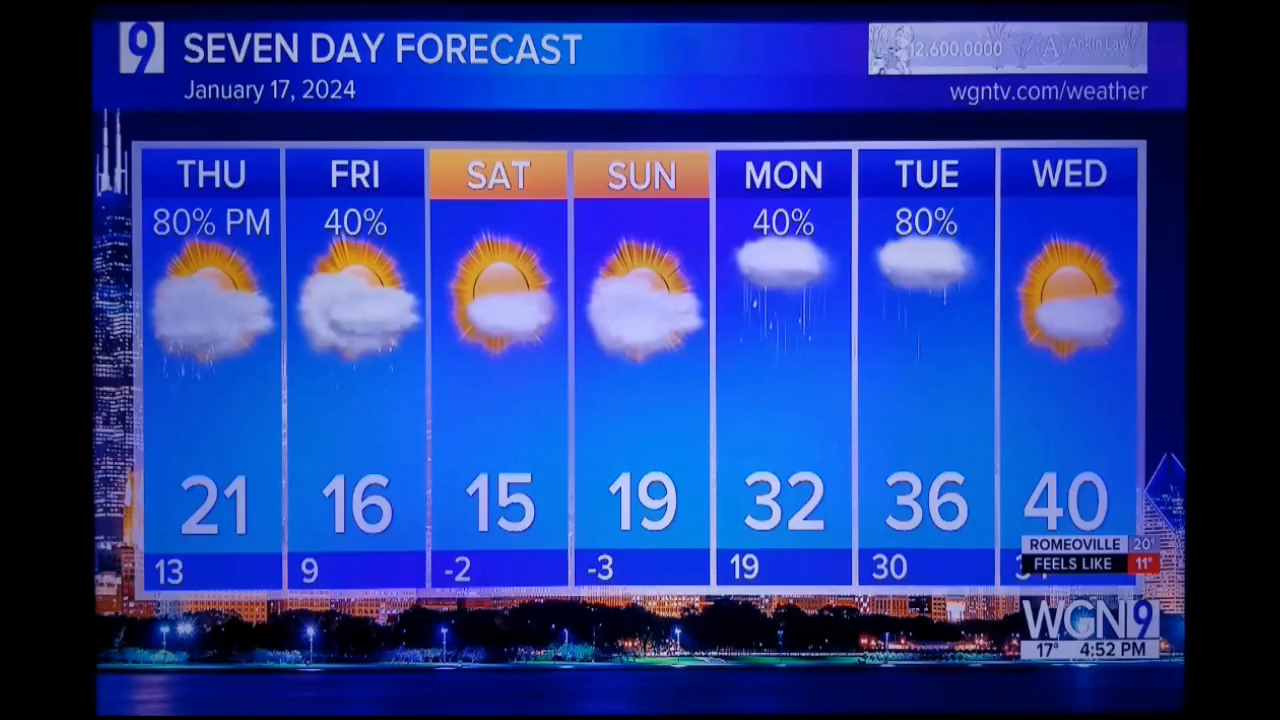 9 SEVEN DAY FORECAST
January 17, 2024
12,600,0000 Ankin Law
wgntv.com/weather
THU FRI SAT SUN MON TUE WED
80% PM 40% 40% 80%
21 16 15 19 32 36 40
13 9 -2 -3 19 30
ROMEOVILLE 20°
FEELS LIKE 11°
WGN9
17° 4:52 PM